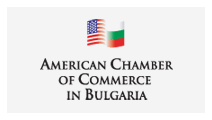 AMERICAN CHAMBER
OF COMMERCE
IN BULGARIA